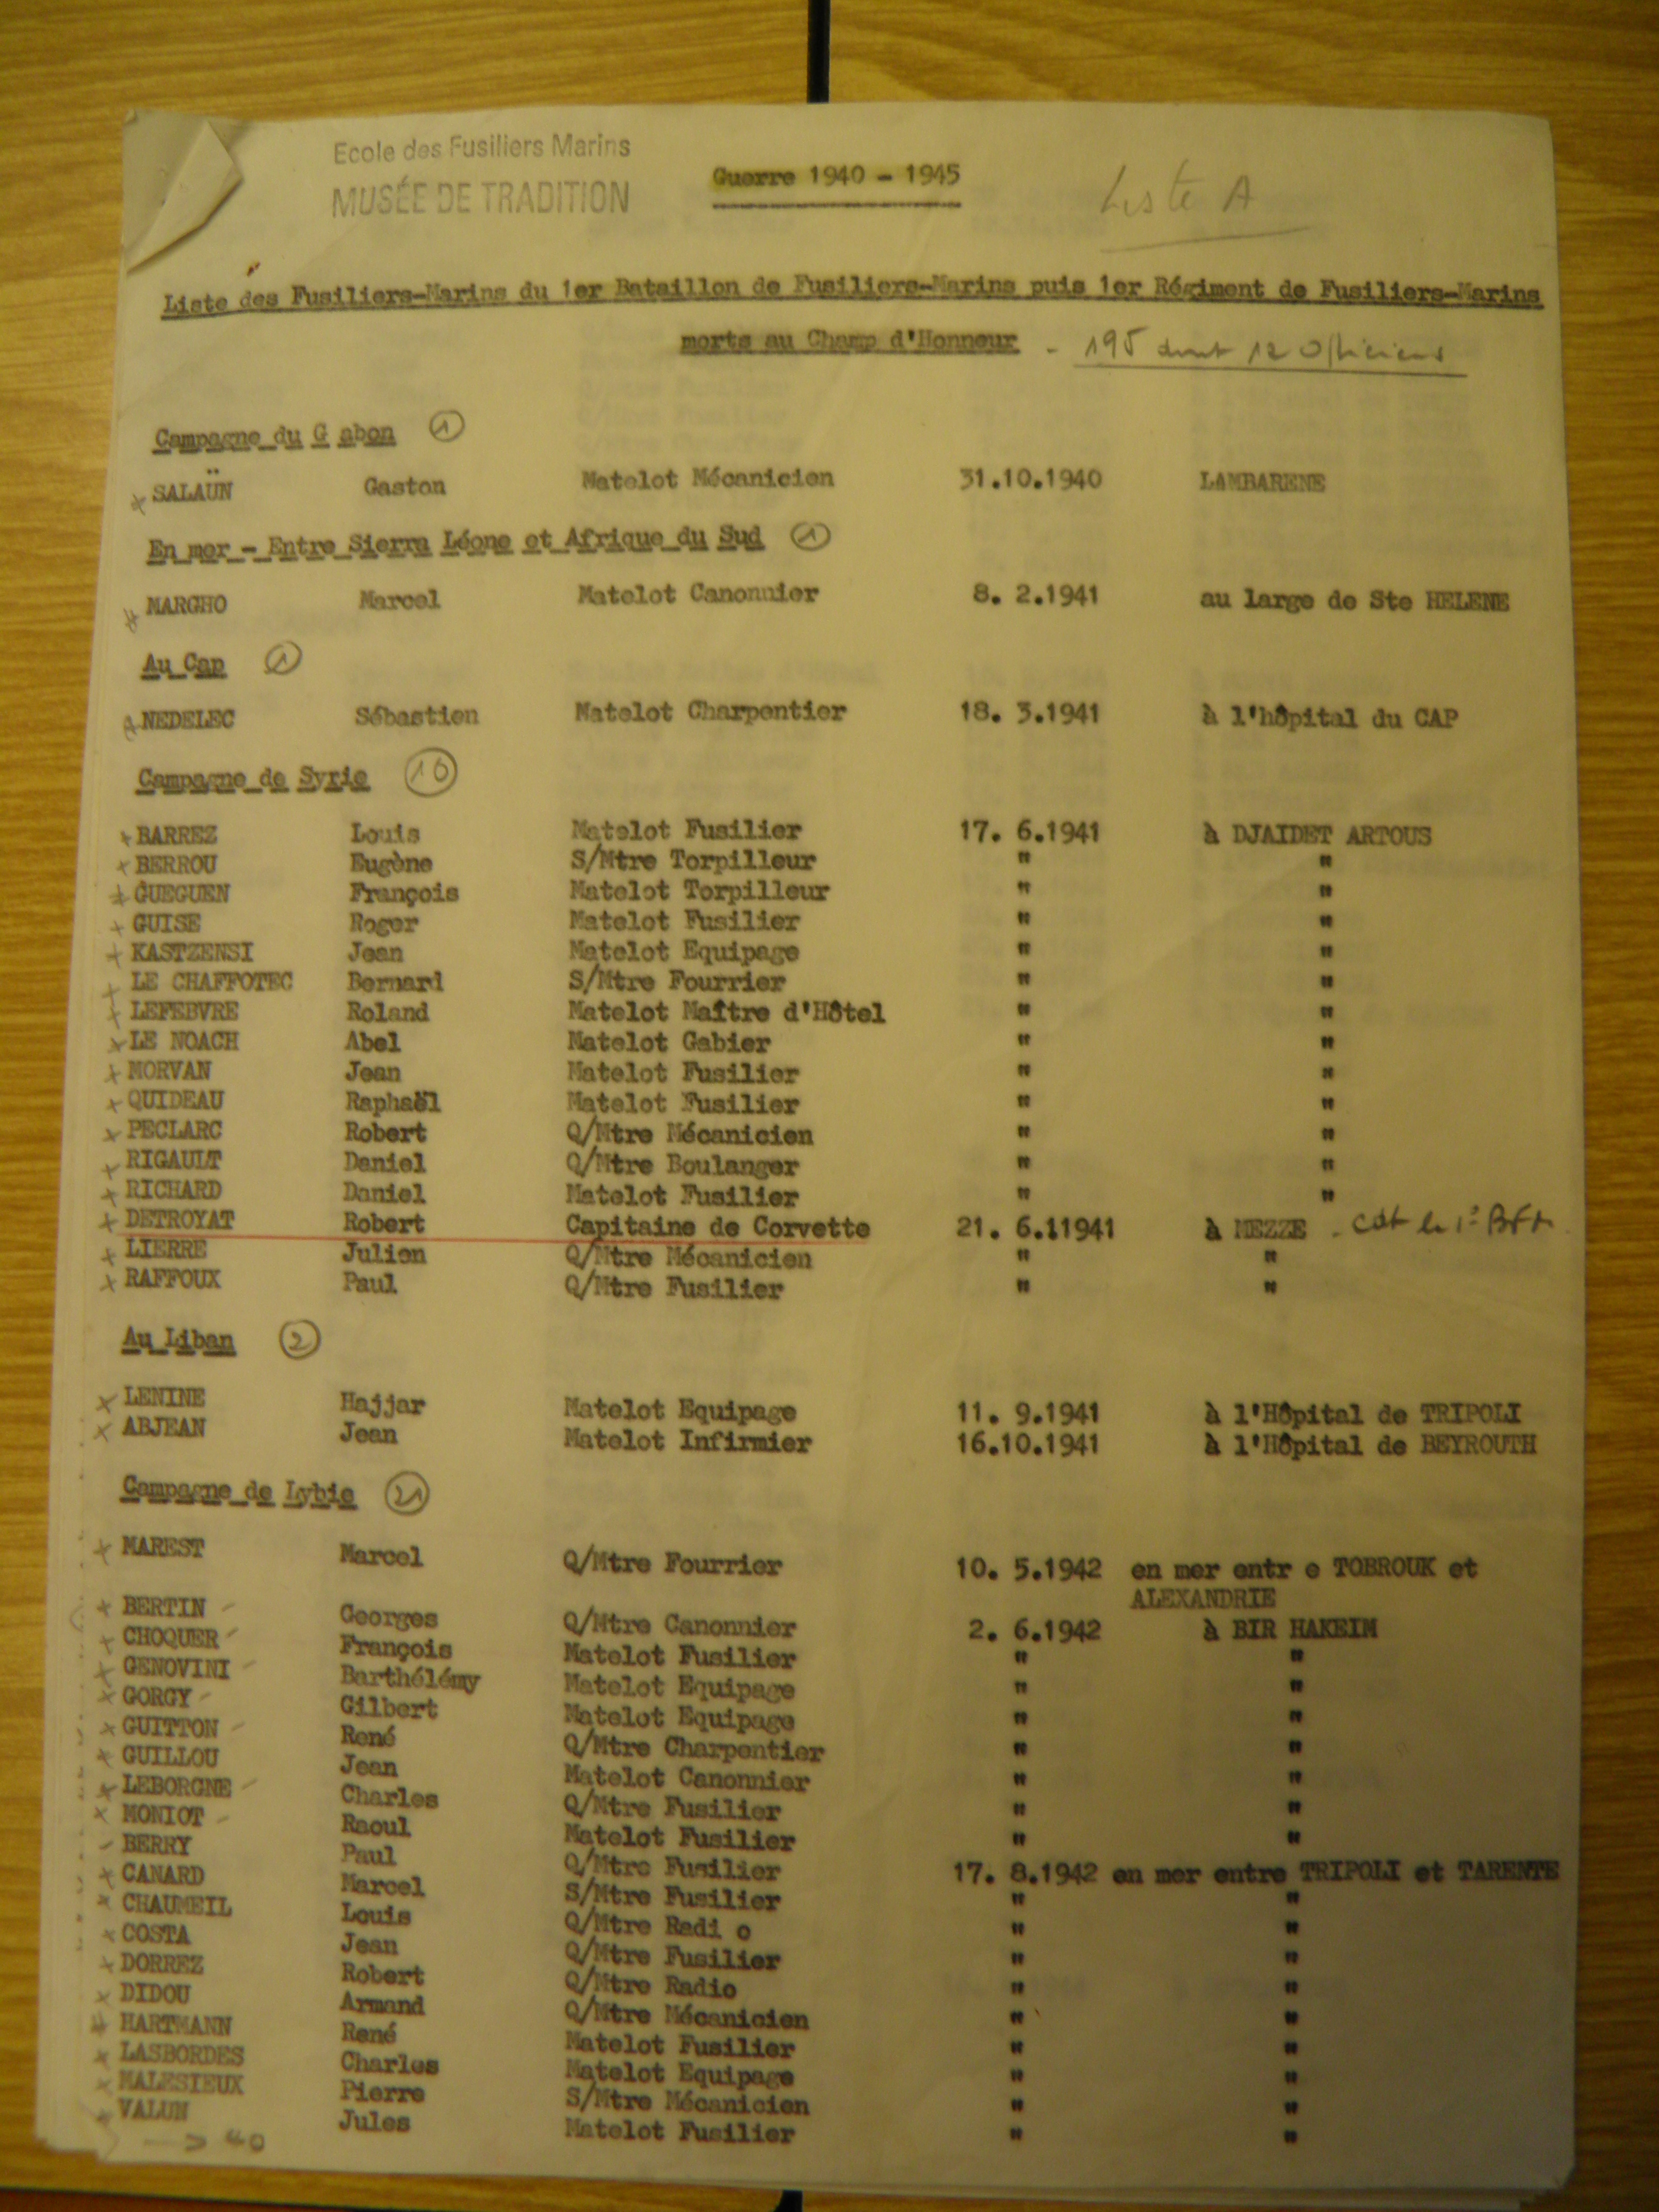 Ecole des Fusiliers Marins
MUSÉE DE TRADITION
Guerre 1940 - 1945
Liste A
Liste des Fusiliers-Marins du 1er Bataillon de Fusiliers-Marins puis 1er Régiment de Fusiliers-Marins
morts au Champ d'Honneur - 195 dont 12 Officiers
Campagne du G abon 1
SALAÜN Gaston Matelot Mécanicien 31.10.1940 LAMBARENE
En mer - Entre Sierra Léone et Afrique du Sud 1
MARGHO Marcel Matelot Canonnier 8. 2.1941 au large de Ste HELENE
Au Cap 1
NEDELEC Sébastien Matelot Charpentier 18. 3.1941 à l'hôpital du CAP
Campagne de Syrie 16
BARREZ Louis Matelot Fusilier 17. 6.1941 à DJAIDET ARTOUS
BERROU Eugène S/Mtre Torpilleur " "
GUEGUEN François Matelot Torpilleur " "
GUISE Roger Matelot Fusilier " "
KASTZENSI Jean Matelot Equipage " "
LE CHAFFOTEC Bernard S/Mtre Fourrier " "
LEFEBVRE Roland Matelot Maître d'Hôtel " "
LE NOACH Abel Matelot Gabier " "
MORVAN Jean Matelot Fusilier " "
QUIDEAU Raphaël Matelot Fusilier " "
PECLARC Robert Q/Mtre Mécanicien " "
RIGAULT Daniel Q/Mtre Boulanger " "
RICHARD Daniel Matelot Fusilier " "
DETROYAT Robert Capitaine de Corvette 21. 6.11941 à MEZZE - Cdt le 1er BFM
LIERRE Julien Q/Mtre Mécanicien " "
RAFFOUX Paul Q/Mtre Fusilier " "
Au Liban 2
LENINE Hajjar Matelot Equipage 11. 9.1941 à l'Hôpital de TRIPOLI
ABJEAN Jean Matelot Infirmier 16.10.1941 à l'Hôpital de BEYROUTH
Campagne de Lybie 21
MAREST Marcel Q/Mtre Fourrier 10. 5.1942 en mer entr e TOBROUK et
ALEXANDRIE
BERTIN Georges Q/Mtre Canonnier 2. 6.1942 à BIR HAKEIM
CHOQUER François Matelot Fusilier " "
GENOVINI Barthélémy Matelot Equipage " "
GORGY Gilbert Matelot Equipage " "
GUITTON René Q/Mtre Charpentier " "
GUILLOU Jean Matelot Canonnier " "
LEBORGNE Charles Q/Mtre Fusilier " "
MONIOT Raoul Matelot Fusilier " "
BERRY Paul Q/Mtre Fusilier 17. 8.1942 en mer entre TRIPOLI et TARENTE
CANARD Marcel S/Mtre Fusilier " "
CHAUMEIL Louis Q/Mtre Radi o " "
COSTA Jean Q/Mtre Fusilier " "
DORREZ Robert Q/Mtre Radio " "
DIDOU Armand Q/Mtre Mécanicien " "
HARTMANN René Matelot Fusilier " "
LASBORDES Charles Matelot Equipage " "
MALESIEUX Pierre S/Mtre Mécanicien " "
VALUN Jules Matelot Fusilier " "
-> 40